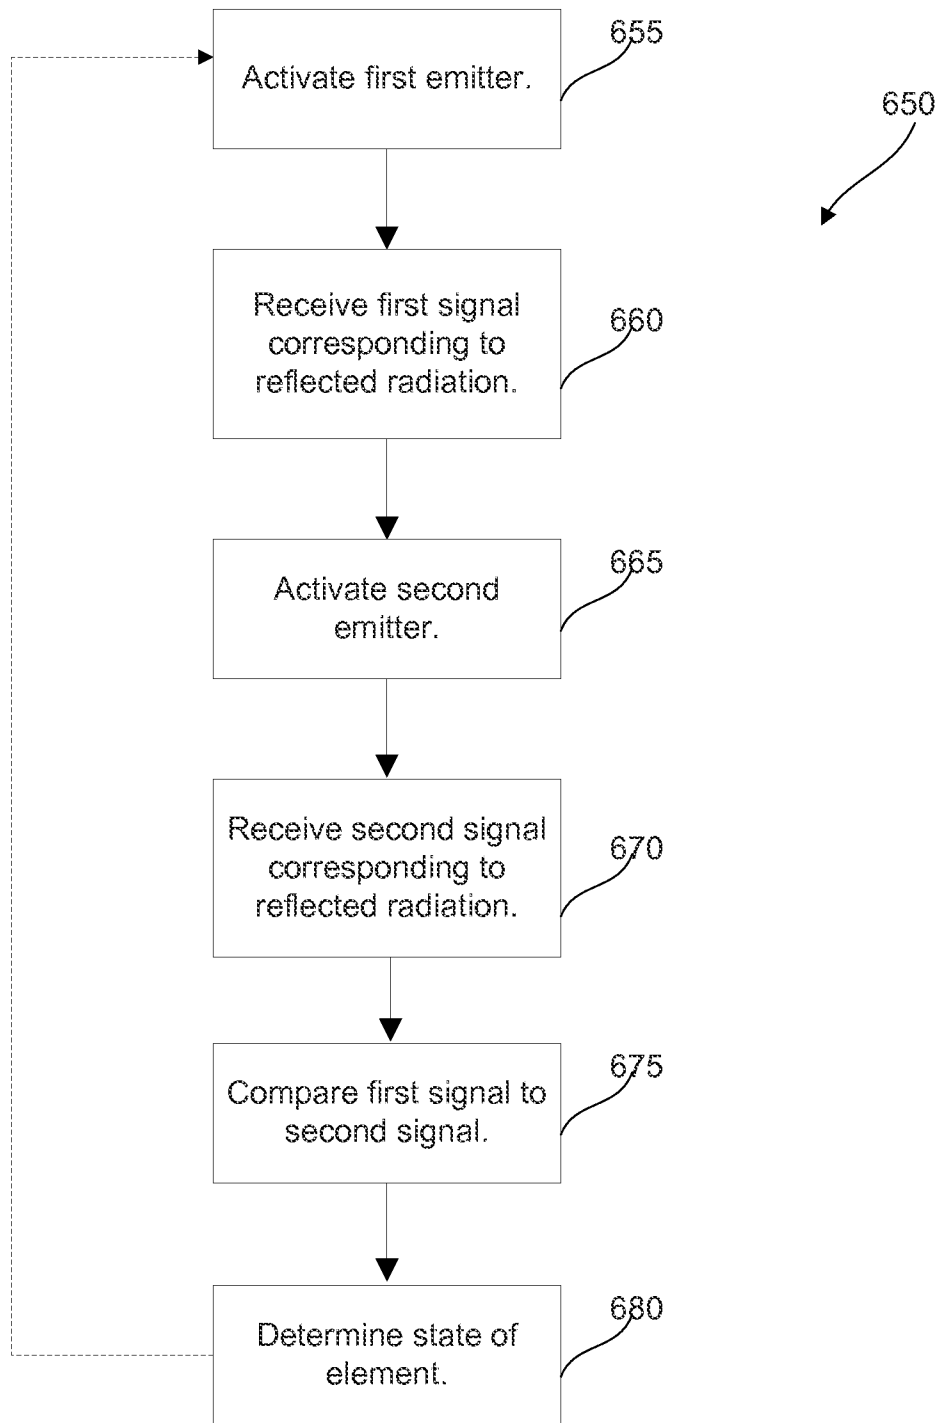 655
Activate first emitter.
650
Receive first signal
corresponding to
reflected radiation.
660
665
Activate second
emitter.
Receive second signal
corresponding to
reflected radiation.
670
675
Compare first signal to
second signal.
680
Determine state of
element.